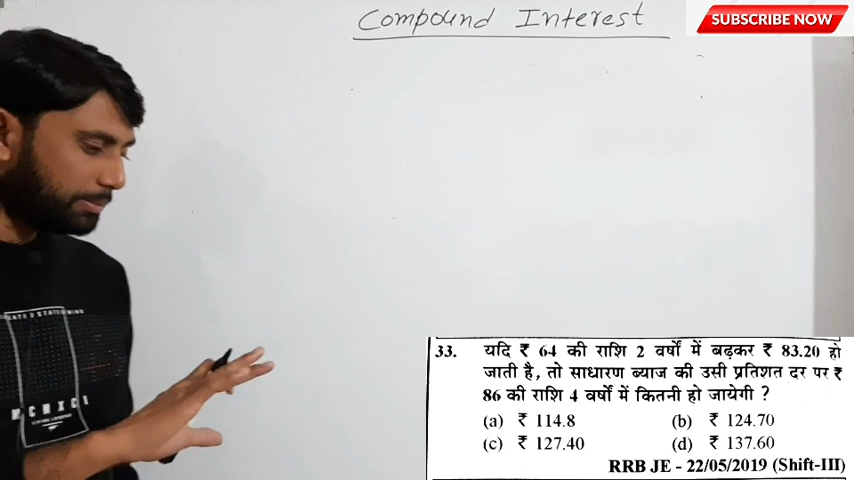 Compound Interest
SUBSCRIBE NOW
33. यदि ₹ 64 की राशि 2 वर्षों में बढ़कर ₹ 83.20 हो
जाती है, तो साधारण ब्याज की उसी प्रतिशत दर पर ₹
86 की राशि 4 वर्षों में कितनी हो जायेगी ?
(a) ₹ 114.8 (b) ₹ 124.70
(c) ₹ 127.40 (d) ₹ 137.60
RRB JE - 22/05/2019 (Shift-III)